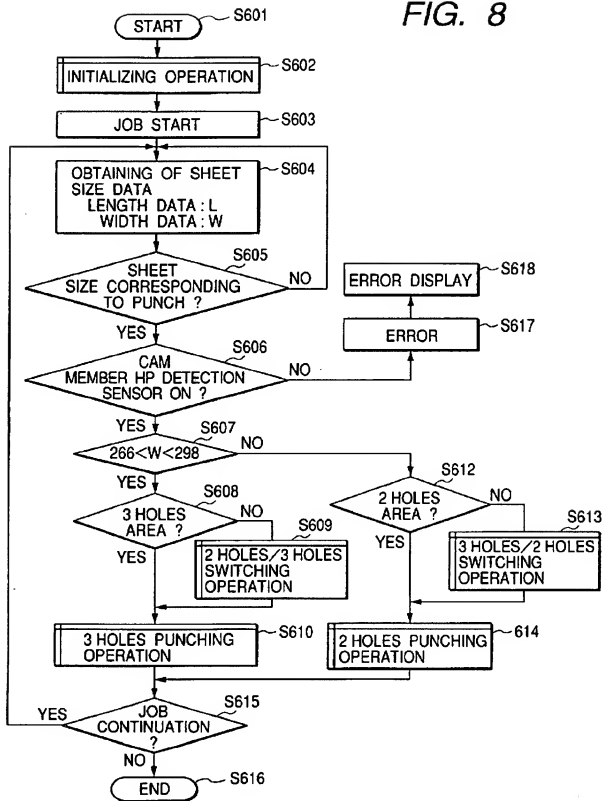 FIG. 8
START
S601
INITIALIZING OPERATION
S602
JOB START
S603
OBTAINING OF SHEET
SIZE DATA
LENGTH DATA : L
WIDTH DATA : W
S604
SHEET
SIZE CORRESPONDING
TO PUNCH ?
S605
NO
YES
ERROR DISPLAY
S618
ERROR
S617
CAM
MEMBER HP DETECTION
SENSOR ON ?
S606
NO
YES
266<W<298
S607
NO
YES
3 HOLES
AREA ?
S608
NO
YES
2 HOLES/3 HOLES
SWITCHING
OPERATION
S609
2 HOLES
AREA ?
S612
NO
YES
3 HOLES/2 HOLES
SWITCHING
OPERATION
S613
3 HOLES PUNCHING
OPERATION
S610
2 HOLES PUNCHING
OPERATION
614
JOB
CONTINUATION
?
S615
YES
NO
END
S616